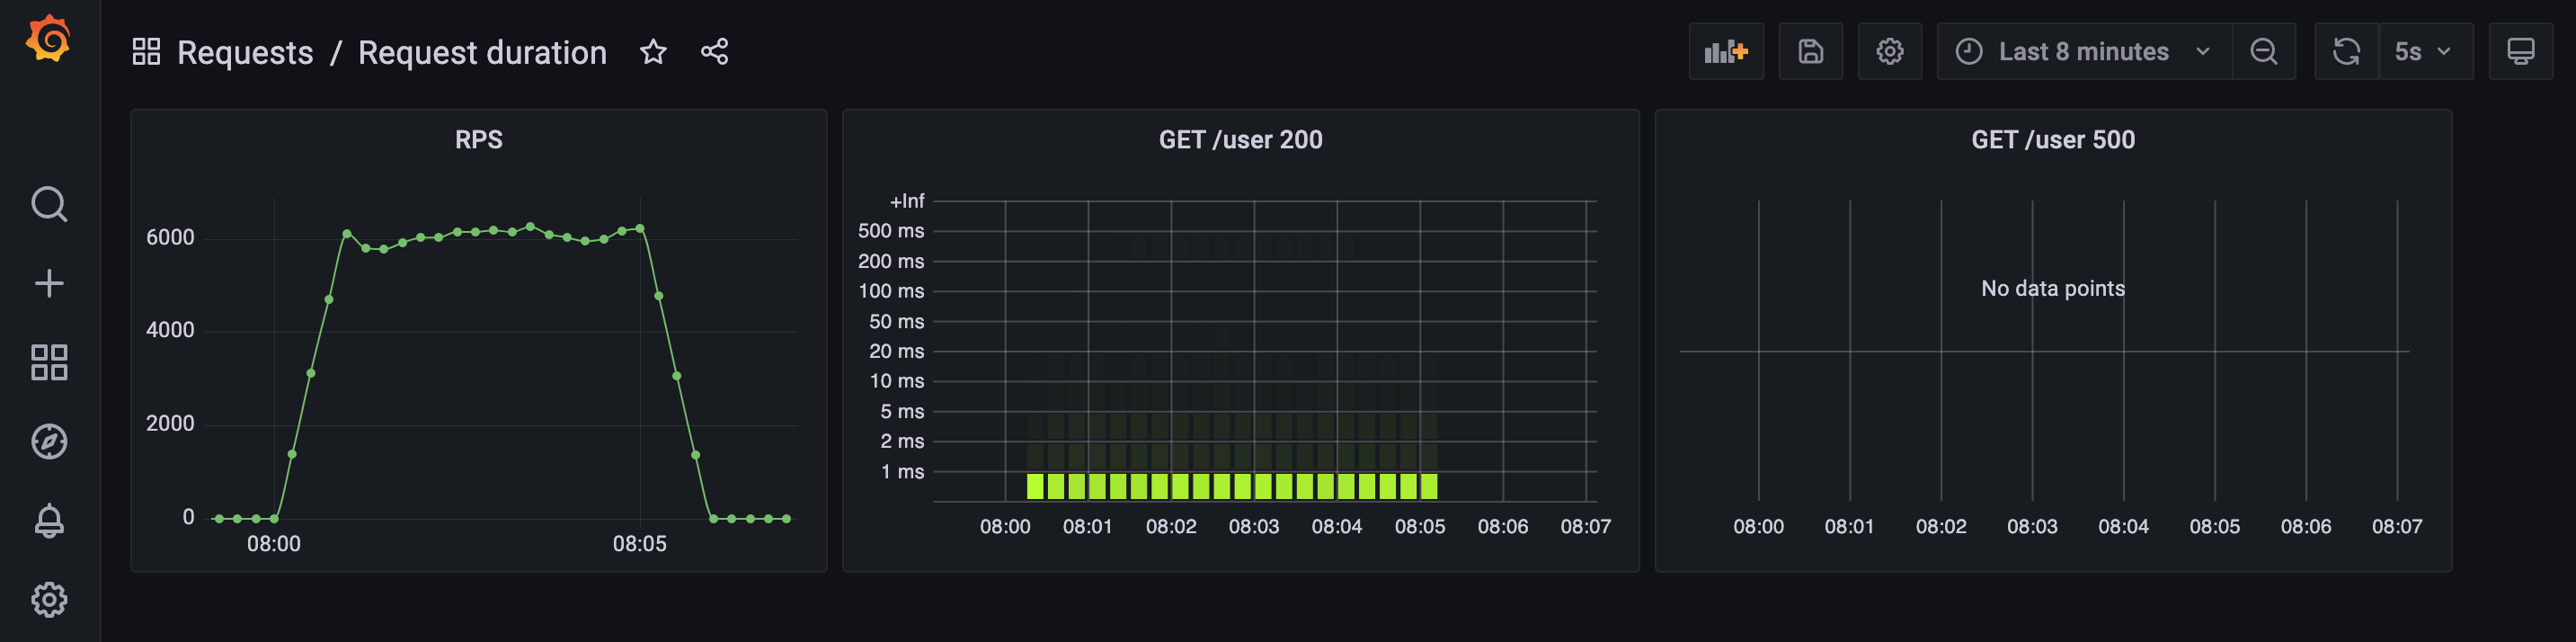 Requests / Request duration
Last 8 minutes
5s
RPS
6000
4000
2000
0
08:00 08:05
GET /user 200
+Inf
500 ms
200 ms
100 ms
50 ms
20 ms
10 ms
5 ms
2 ms
1 ms
08:00 08:01 08:02 08:03 08:04 08:05 08:06 08:07
GET /user 500
No data points
08:00 08:01 08:02 08:03 08:04 08:05 08:06 08:07